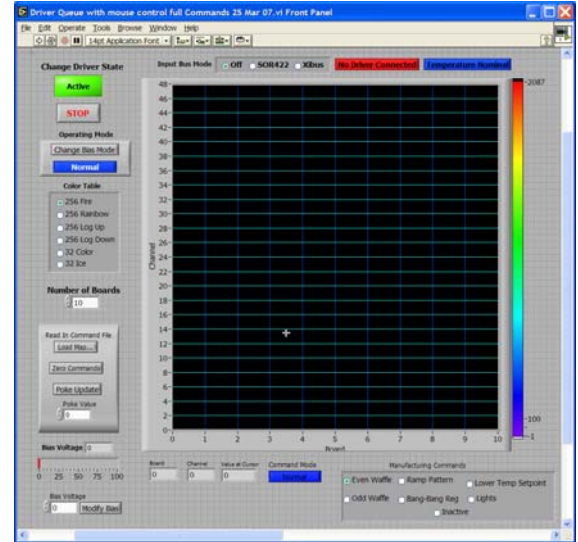 Driver Queue with mouse control full Commands 25 Mar 07.vi Front Panel
File Edit Operate Tools Browse Window Help
14pt Application Font
Change Driver State
Input Bus Mode Off SOR422 Xibus No Driver Connected Temperature Nominal
Active
STOP
Operating Mode
Change Bias Mode
Normal
Color Table
256 Fire
256 Rainbow
256 Log Up
256 Log Down
32 Color
32 Ice
Number of Boards
10
Read In Command File
Load Map...
Zero Commands
Poke Update
Poke Value
0
Bias Voltage 0
0 25 50 75 100
Bias Voltage
0 Modify Bias
Channel
48
46
44
42
40
38
36
34
32
30
28
26
24
22
20
18
16
14
12
10
8
6
4
2
0
0 1 2 3 4 5 6 7 8 9 10
Board
2087
100
1
Board Channel Value at Cursor Command Mode
0 0 0 Normal
Manufacturing Commands
Even Waffle Ramp Pattern Lower Temp Setpoint
Odd Waffle Bang-Bang Reg Lights
Inactive